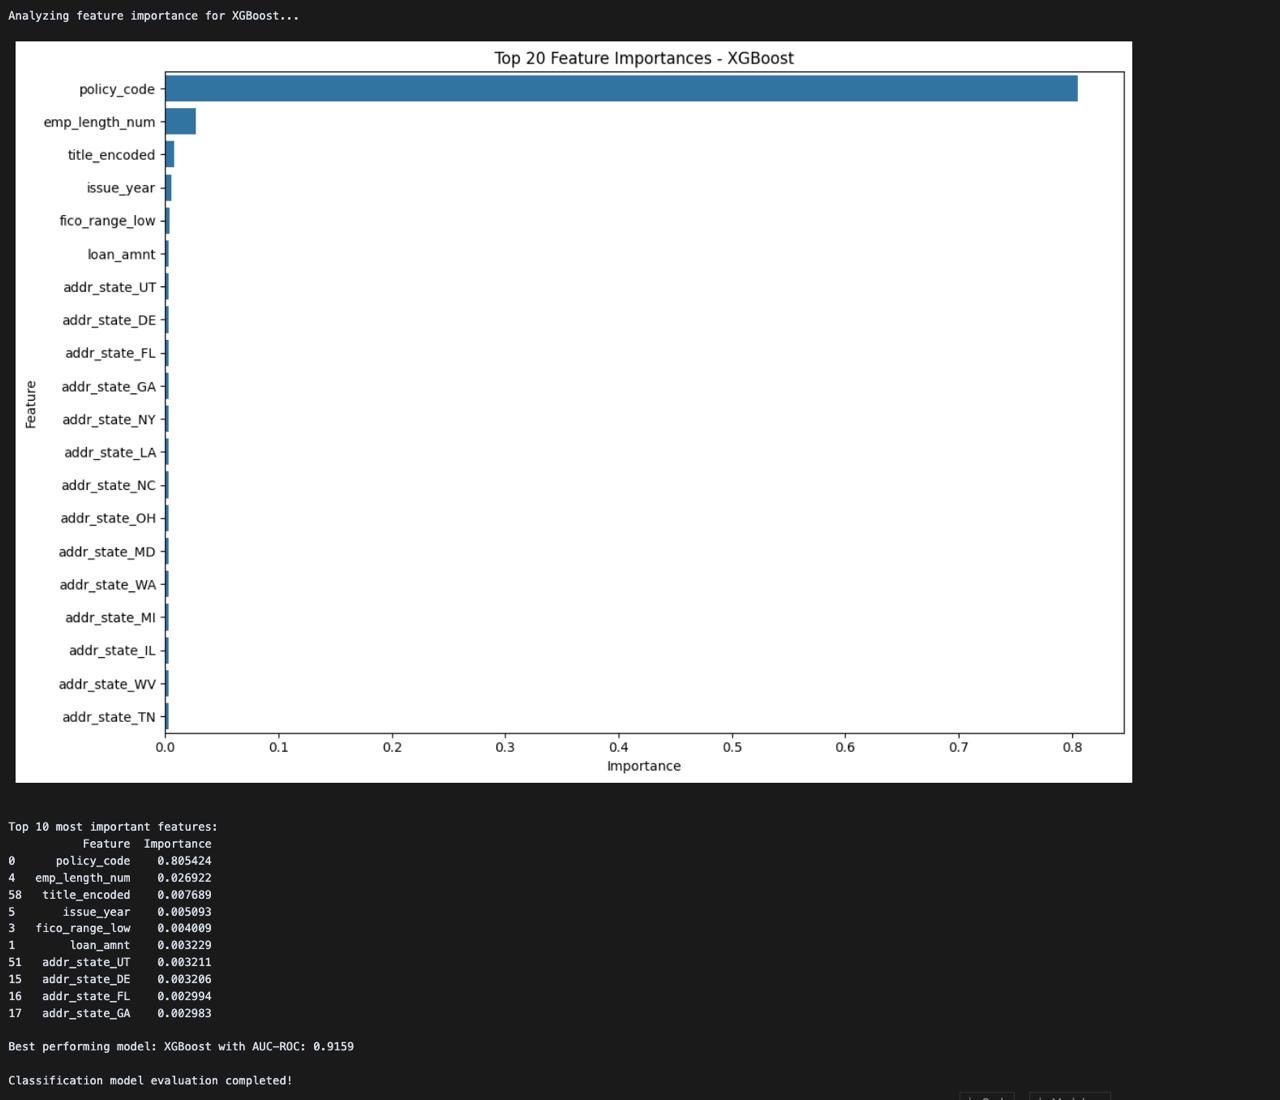 Analyzing feature importance for XGBoost...
Top 20 Feature Importances - XGBoost
policy_code
emp_length_num
title_encoded
issue_year
fico_range_low
loan_amnt
addr_state_UT
addr_state_DE
addr_state_FL
addr_state_GA
addr_state_NY
addr_state_LA
addr_state_NC
addr_state_OH
addr_state_MD
addr_state_WA
addr_state_MI
addr_state_IL
addr_state_WV
addr_state_TN
Feature
0.0 0.1 0.2 0.3 0.4 0.5 0.6 0.7 0.8
Importance
Top 10 most important features:
Feature Importance
0 policy_code 0.805424
4 emp_length_num 0.026922
58 title_encoded 0.007689
5 issue_year 0.005093
3 fico_range_low 0.004009
1 loan_amnt 0.003229
51 addr_state_UT 0.003211
15 addr_state_DE 0.003206
16 addr_state_FL 0.002994
17 addr_state_GA 0.002983
Best performing model: XGBoost with AUC-ROC: 0.9159
Classification model evaluation completed!